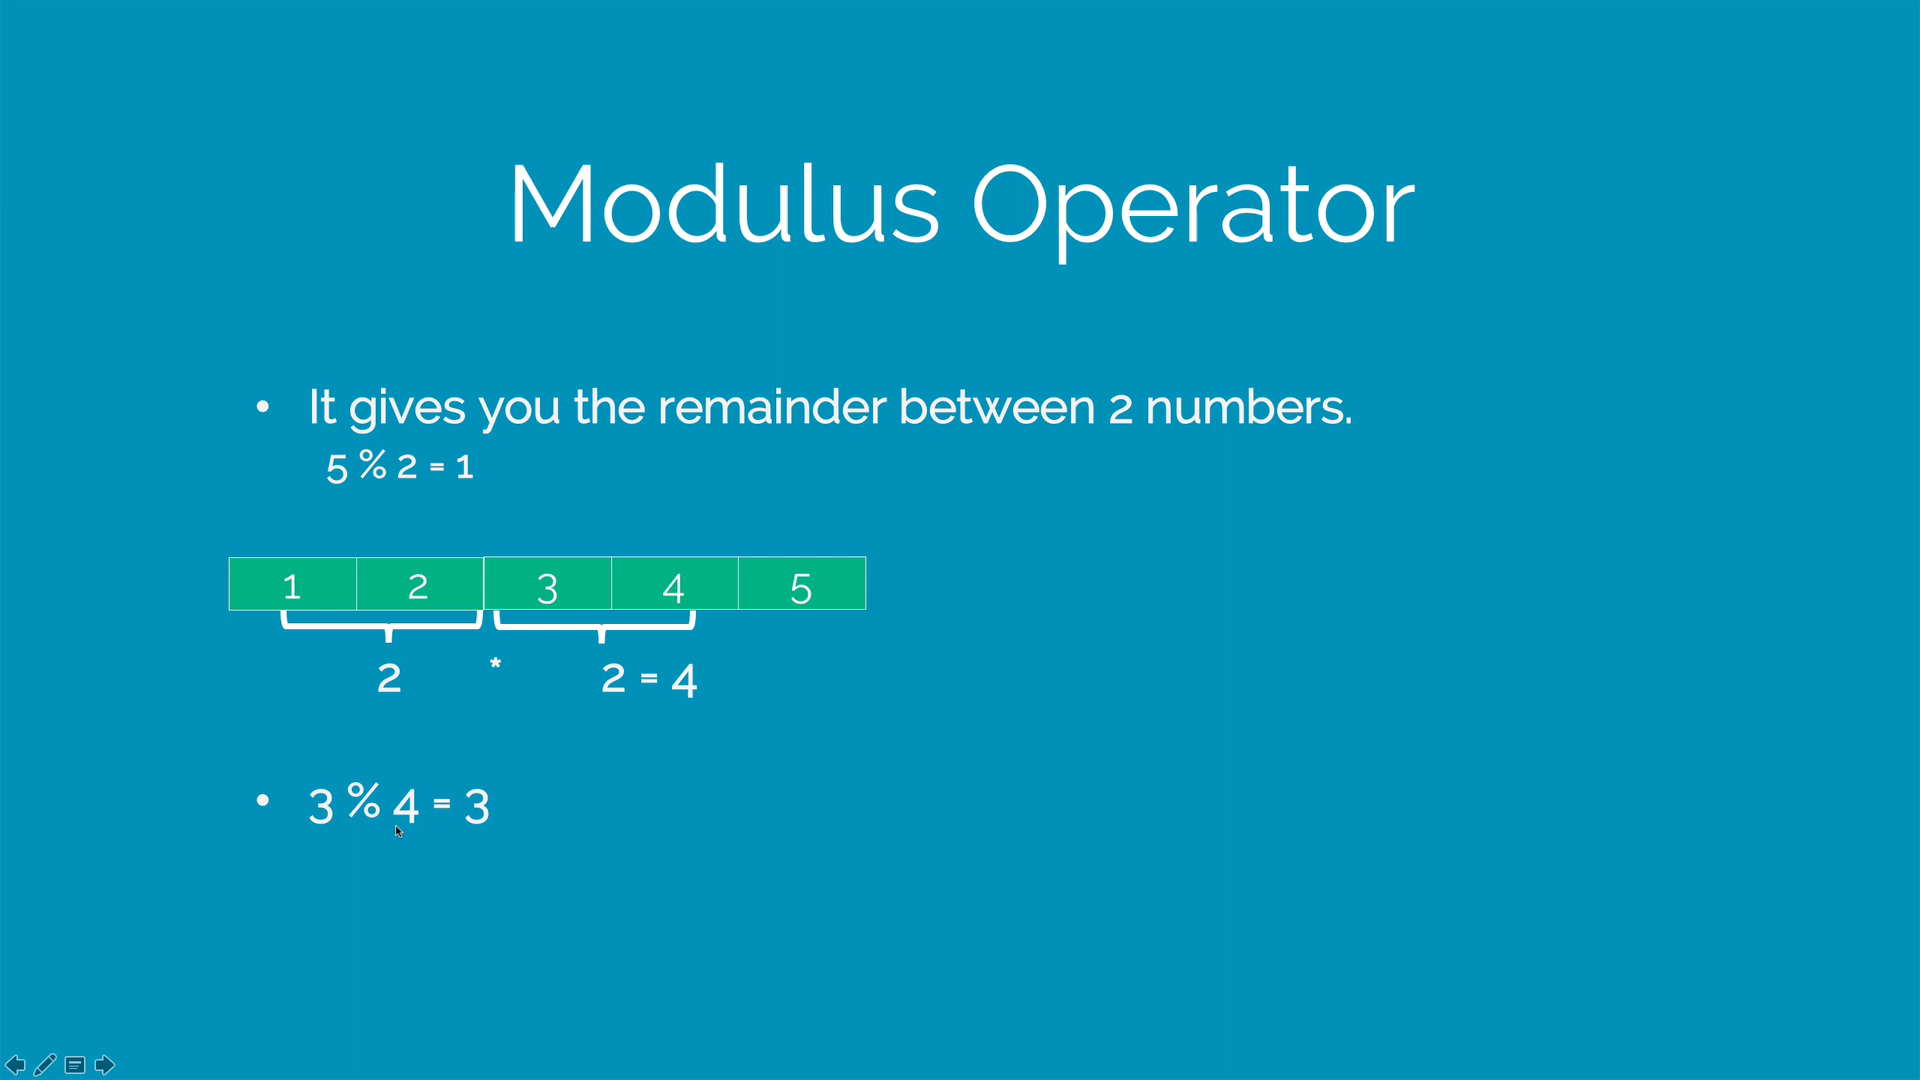 Modulus Operator
• It gives you the remainder between 2 numbers.
5 % 2 = 1
1 2 3 4 5
2 * 2 = 4
• 3 % 4 = 3